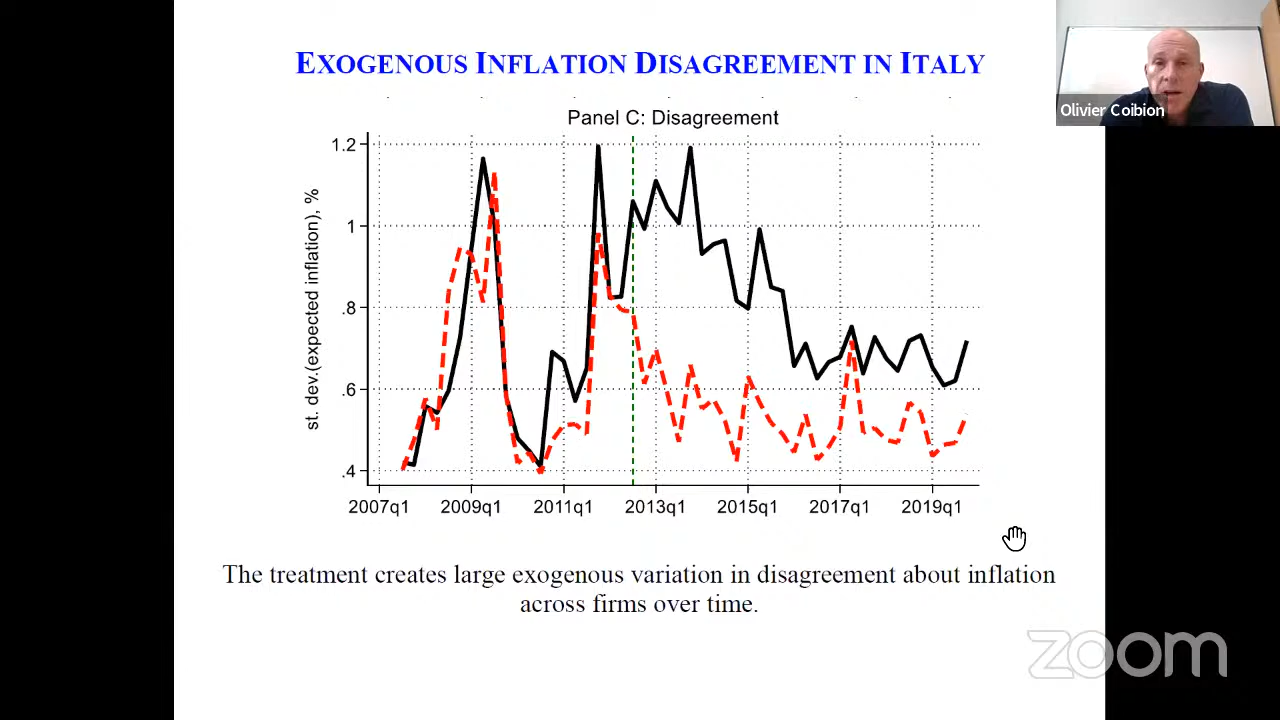 EXOGENOUS INFLATION DISAGREEMENT IN ITALY
Olivier Coibion
Panel C: Disagreement
st. dev.(expected inflation), %
1.2
1
.8
.6
.4
2007q1 2009q1 2011q1 2013q1 2015q1 2017q1 2019q1
The treatment creates large exogenous variation in disagreement about inflation
across firms over time.
zoom